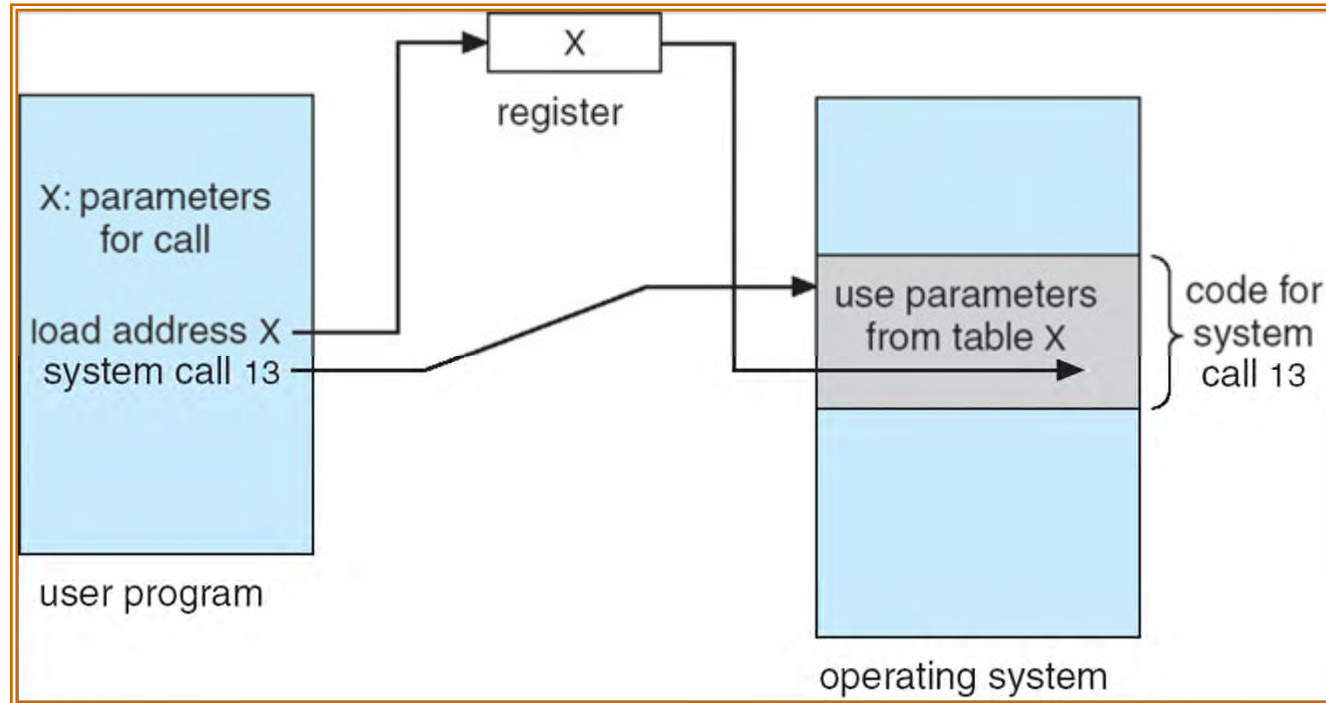 X
register
X: parameters
for call
load address X
system call 13
user program
use parameters
from table X
code for
system
call 13
operating system